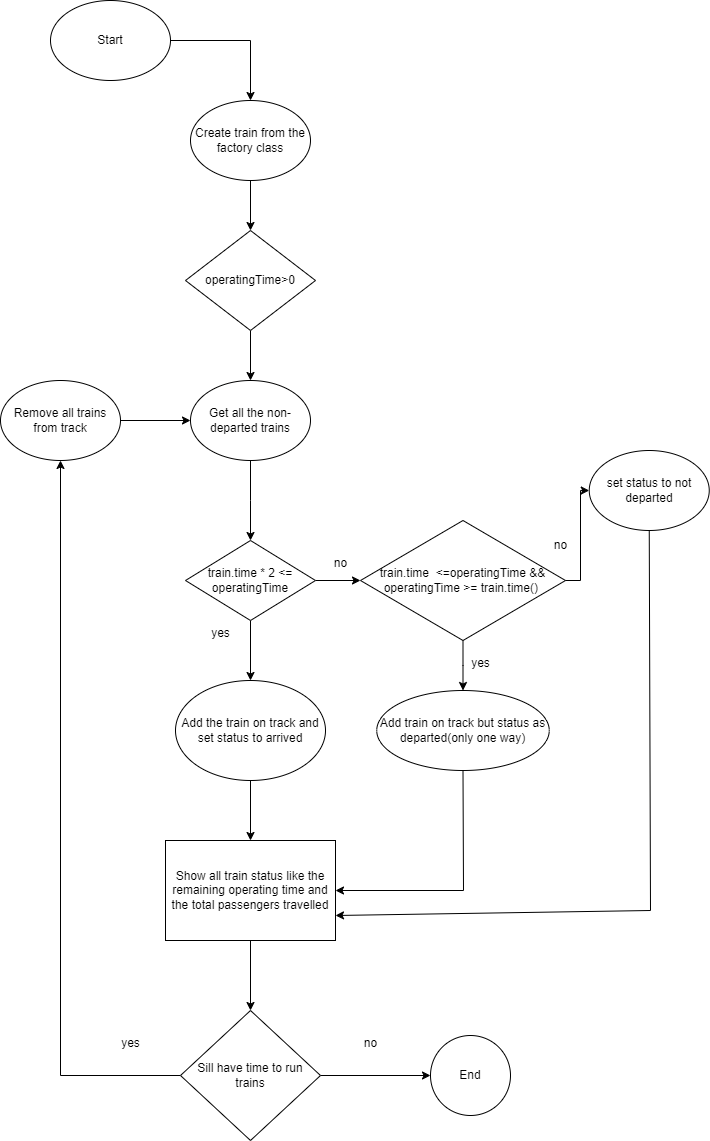 Start
Create train from the
factory class
operatingTime>0
Remove all trains
from track
Get all the non-
departed trains
set status to not
departed
no
no
train.time * 2 <=
operatingTime
train.time  <=operatingTime &&
operatingTime >= train.time()
yes
yes
Add the train on track and
set status to arrived
Add train on track but status as
departed(only one way)
Show all train status like the
remaining operating time and
the total passengers travelled
yes
no
Sill have time to run
trains
End